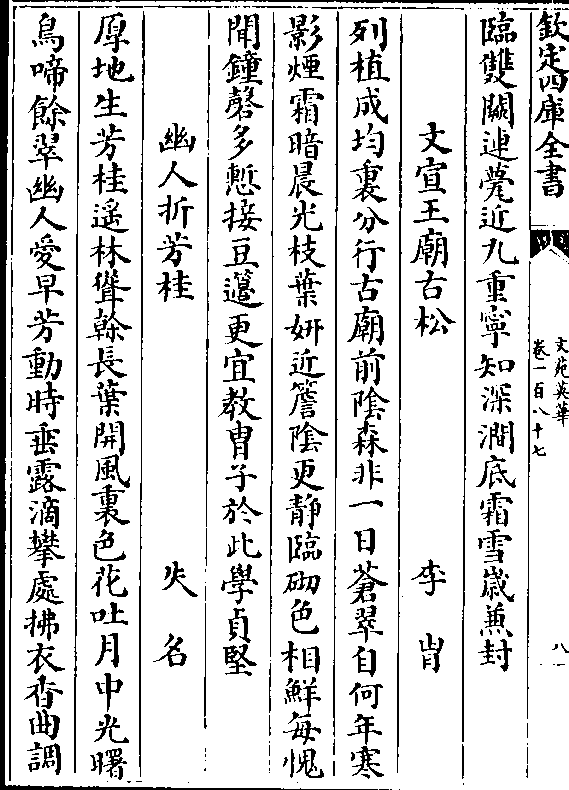 欽定四庫全書
文苑英華
卷一百八十七
八
臨雙闕連甍近九重寧知深澗底霜雪歲兼封
文宣王廟古松 李胄
列植成均裏分行古廟前陰森非一日蒼翠自何年寒
影煙霜暗晨光枝葉妍近簷陰更静臨砌色相鮮每愧
聞鐘磬多慙接豆籩更宜教胄子於此學貞堅
幽人折芳桂 失名
厚地生芳桂遥林聳榦長葉開風裏色花吐月中光曙
鳥啼餘翠幽人愛早芳動時垂露滴攀處拂衣香曲調